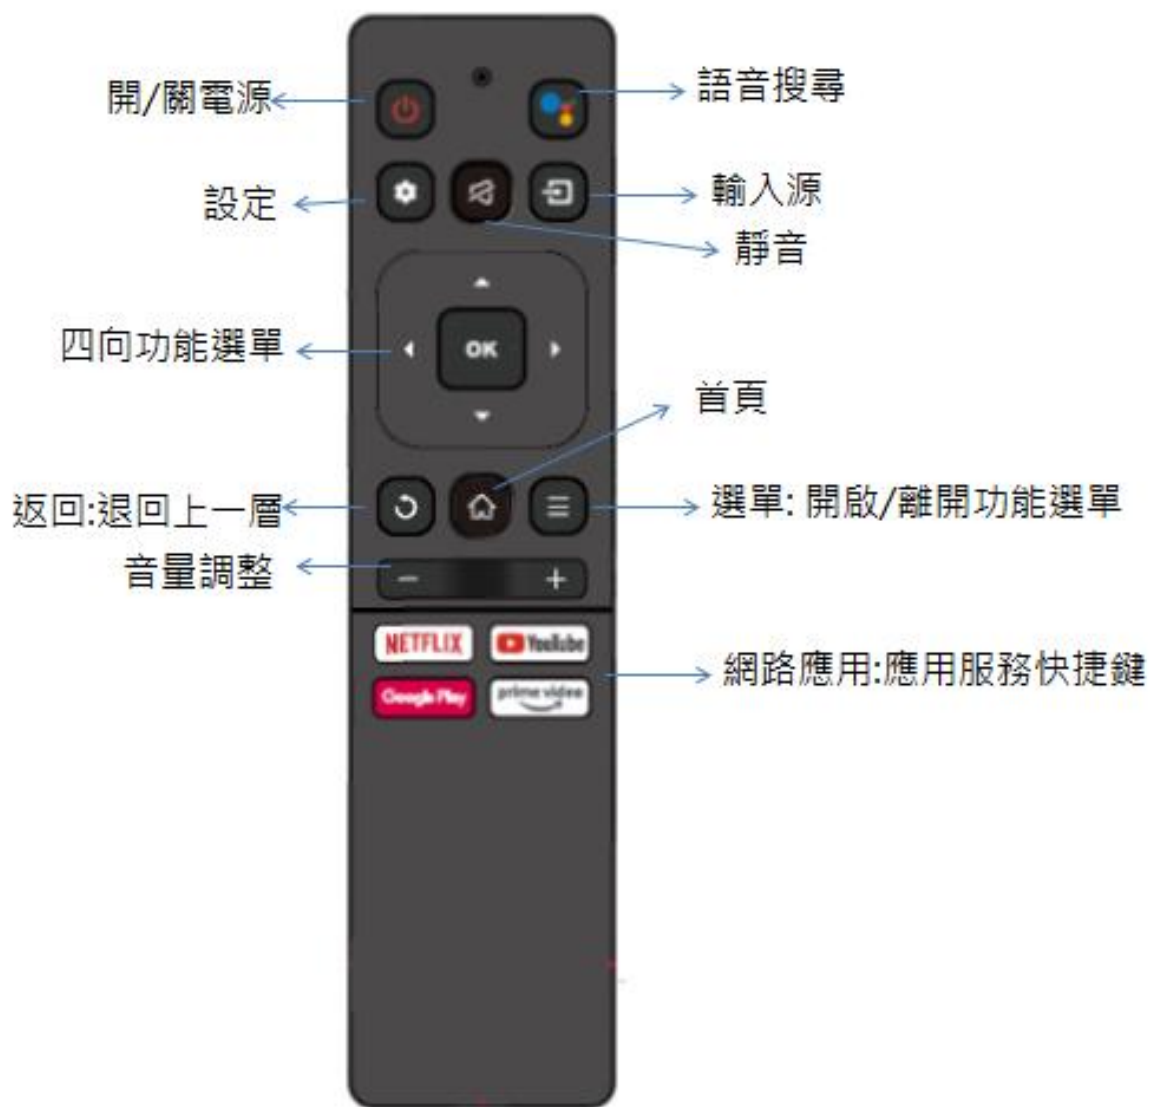 開/關電源
語音搜尋
設定
輸入源
靜音
四向功能選單
OK
首頁
返回:退回上一層
選單: 開啟/離開功能選單
音量調整
NETFLIX
YouTube
網路應用:應用服務快捷鍵
Google Play
prime video